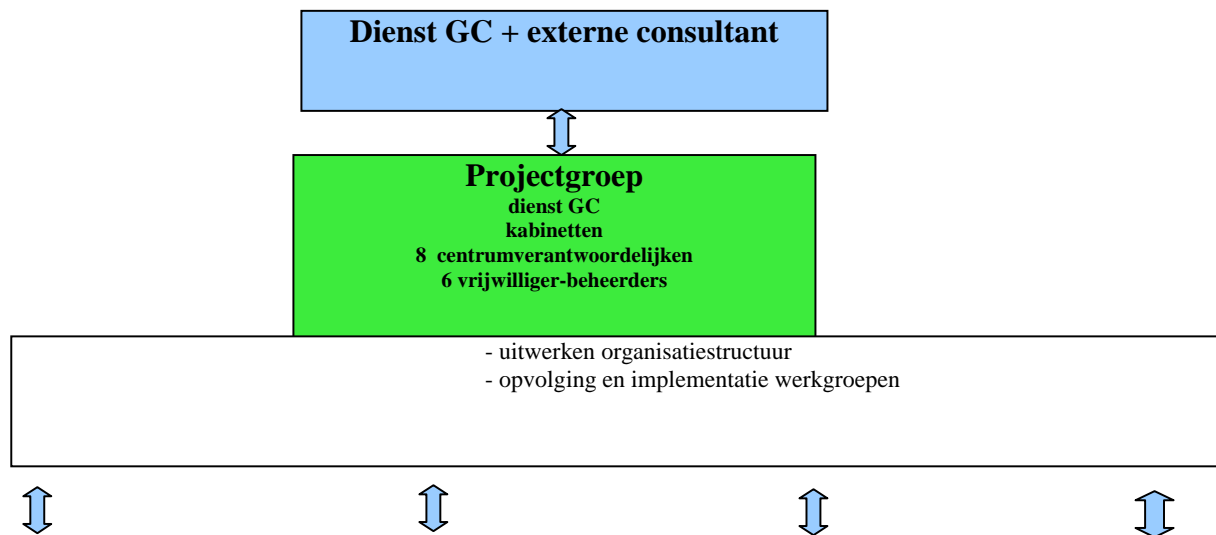 Dienst GC + externe consultant
Projectgroep
dienst GC
kabinetten
8 centrumverantwoordelijken
6 vrijwilliger-beheerders
- uitwerken organisatiestructuur
- opvolging en implementatie werkgroepen